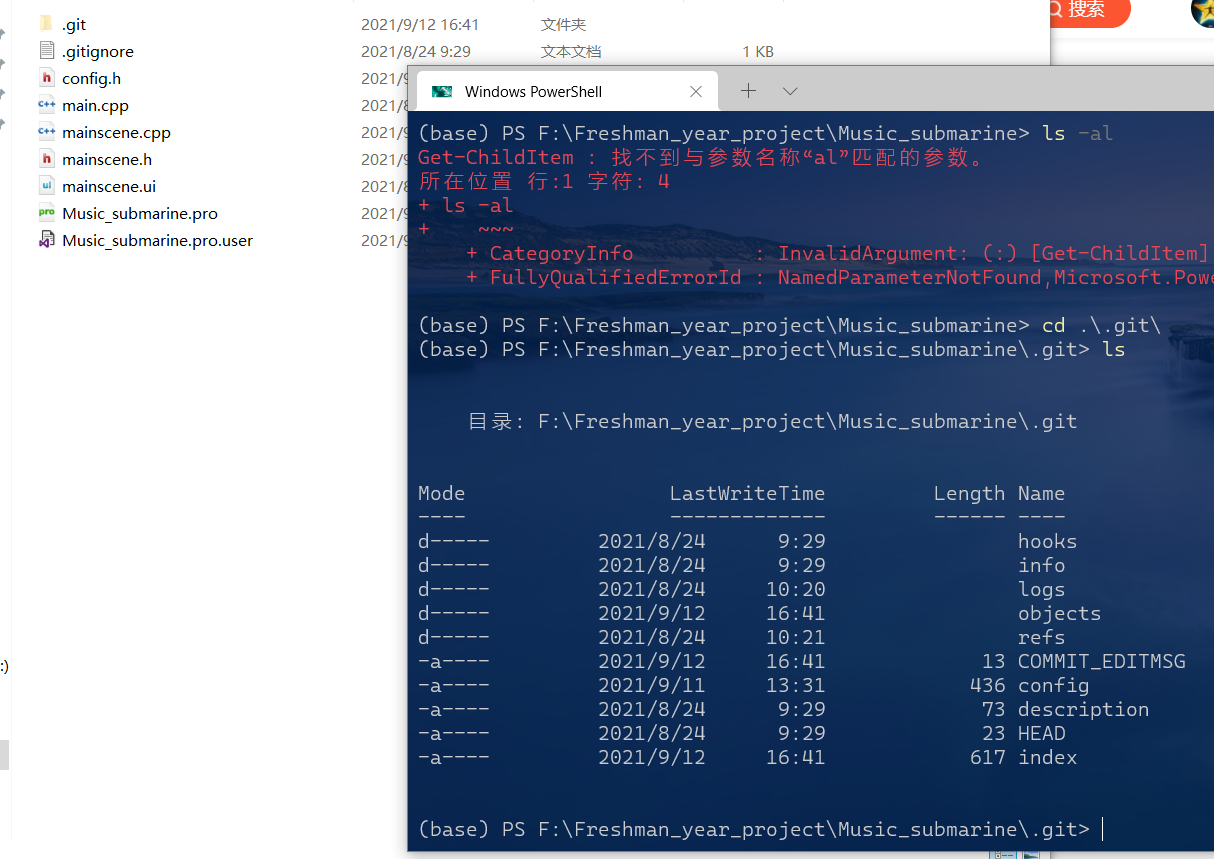 .git 2021/9/12 16:41 文件夹
搜索
.gitignore 2021/8/24 9:29 文本文档 1 KB
config.h 2021/9
main.cpp 2021/8
mainscene.cpp 2021/9
mainscene.h 2021/9
mainscene.ui 2021/8
Music_submarine.pro 2021/9
Music_submarine.pro.user 2021/9
:)
Windows PowerShell
(base) PS F:\Freshman_year_project\Music_submarine> ls -al
Get-ChildItem : 找不到与参数名称“al”匹配的参数。
所在位置 行:1 字符: 4
+ ls -al
+    ~~~
    + CategoryInfo          : InvalidArgument: (:) [Get-ChildItem]
    + FullyQualifiedErrorId : NamedParameterNotFound,Microsoft.Powe
(base) PS F:\Freshman_year_project\Music_submarine> cd .\.git\
(base) PS F:\Freshman_year_project\Music_submarine\.git> ls
目录: F:\Freshman_year_project\Music_submarine\.git
Mode                 LastWriteTime         Length Name
----                 -------------         ------ ----
d-----         2021/8/24      9:29                hooks
d-----         2021/8/24      9:29                info
d-----         2021/8/24     10:20                logs
d-----         2021/9/12     16:41                objects
d-----         2021/8/24     10:21                refs
-a----         2021/9/12     16:41             13 COMMIT_EDITMSG
-a----         2021/9/11     13:31            436 config
-a----         2021/8/24      9:29             73 description
-a----         2021/8/24      9:29             23 HEAD
-a----         2021/9/12     16:41            617 index
(base) PS F:\Freshman_year_project\Music_submarine\.git>